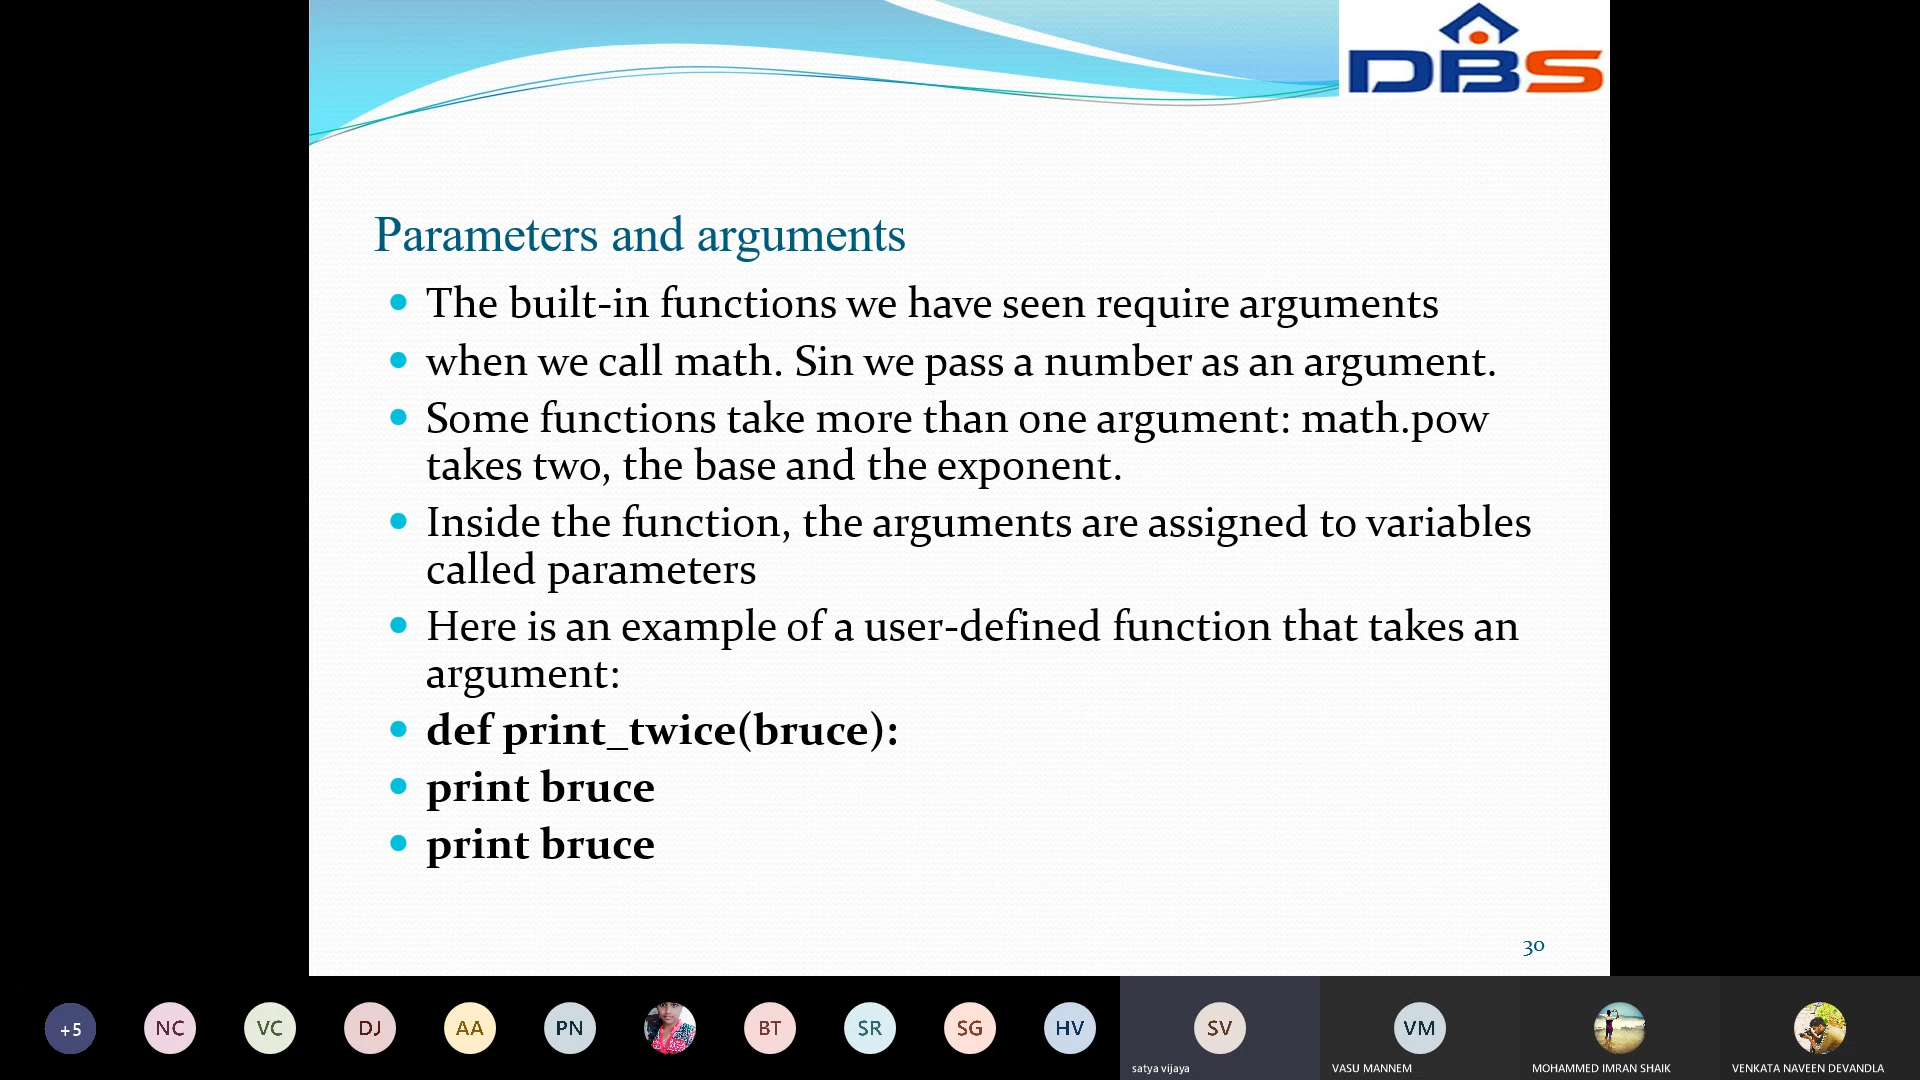 DBS
Parameters and arguments
The built-in functions we have seen require arguments
when we call math. Sin we pass a number as an argument.
Some functions take more than one argument: math.pow
takes two, the base and the exponent.
Inside the function, the arguments are assigned to variables
called parameters
Here is an example of a user-defined function that takes an
argument:
def print_twice(bruce):
print bruce
print bruce
30
+5
NC
VC
DJ
AA
PN
BT
SR
SG
HV
SV
VM
satya vijaya
VASU MANNEM
MOHAMMED IMRAN SHAIK
VENKATA NAVEEN DEVANDLA